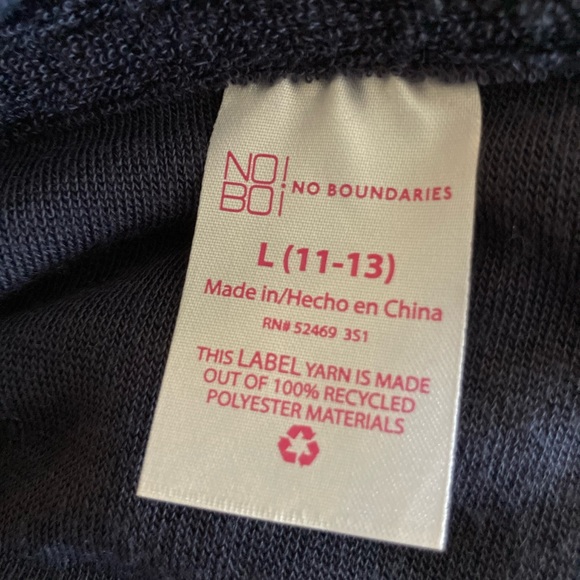 NO!
BO!
NO BOUNDARIES
L (11-13)
Made in/Hecho en China
RN# 52469 3S1
THIS LABEL YARN IS MADE
OUT OF 100% RECYCLED
POLYESTER MATERIALS